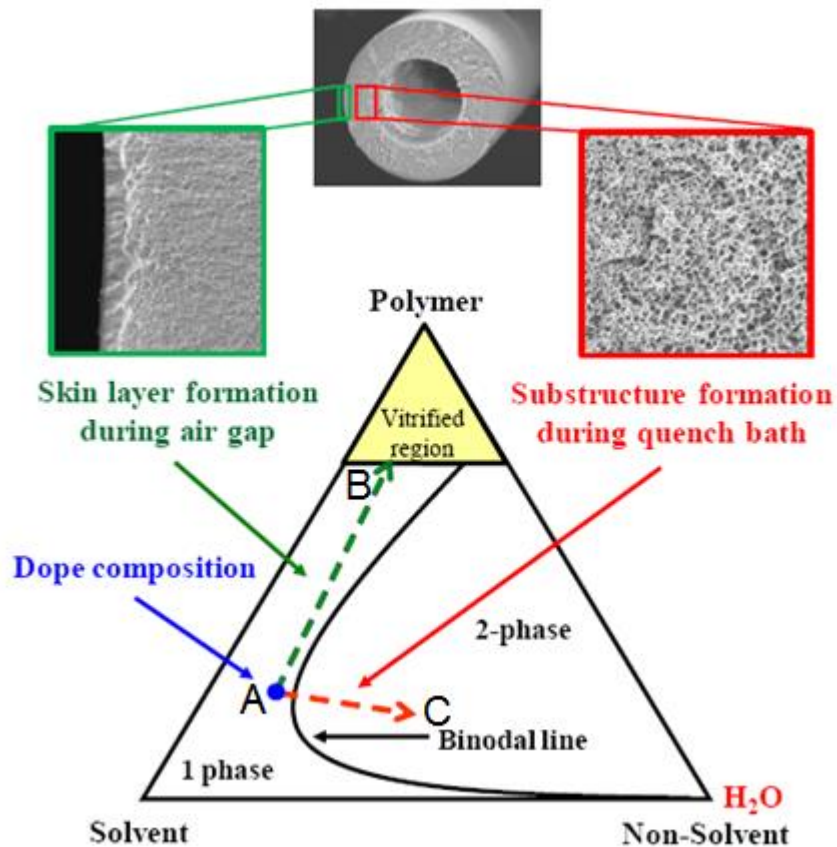 Polymer
Skin layer formation
during air gap
Substructure formation
during quench bath
Vitrified
region
B
Dope composition
2-phase
A
C
Binodal line
1 phase
H₂O
Solvent
Non-Solvent